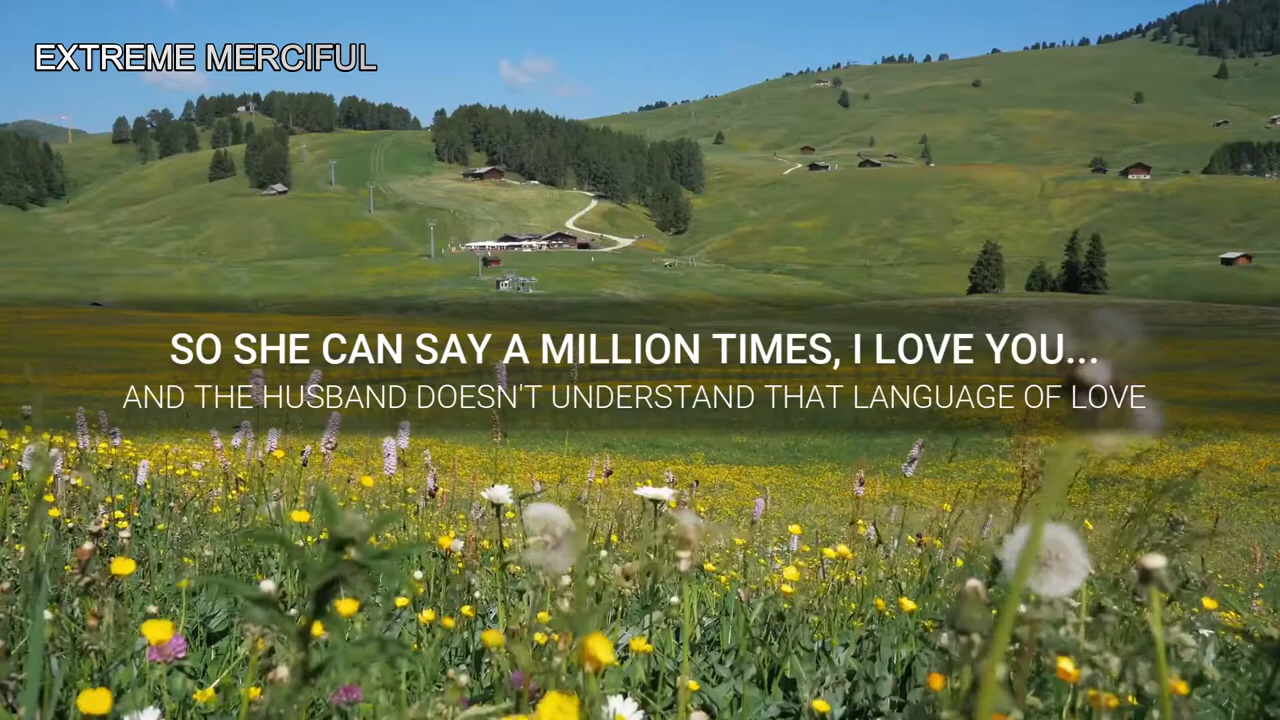 EXTREME MERCIFUL
SO SHE CAN SAY A MILLION TIMES, I LOVE YOU...
AND THE HUSBAND DOESN'T UNDERSTAND THAT LANGUAGE OF LOVE